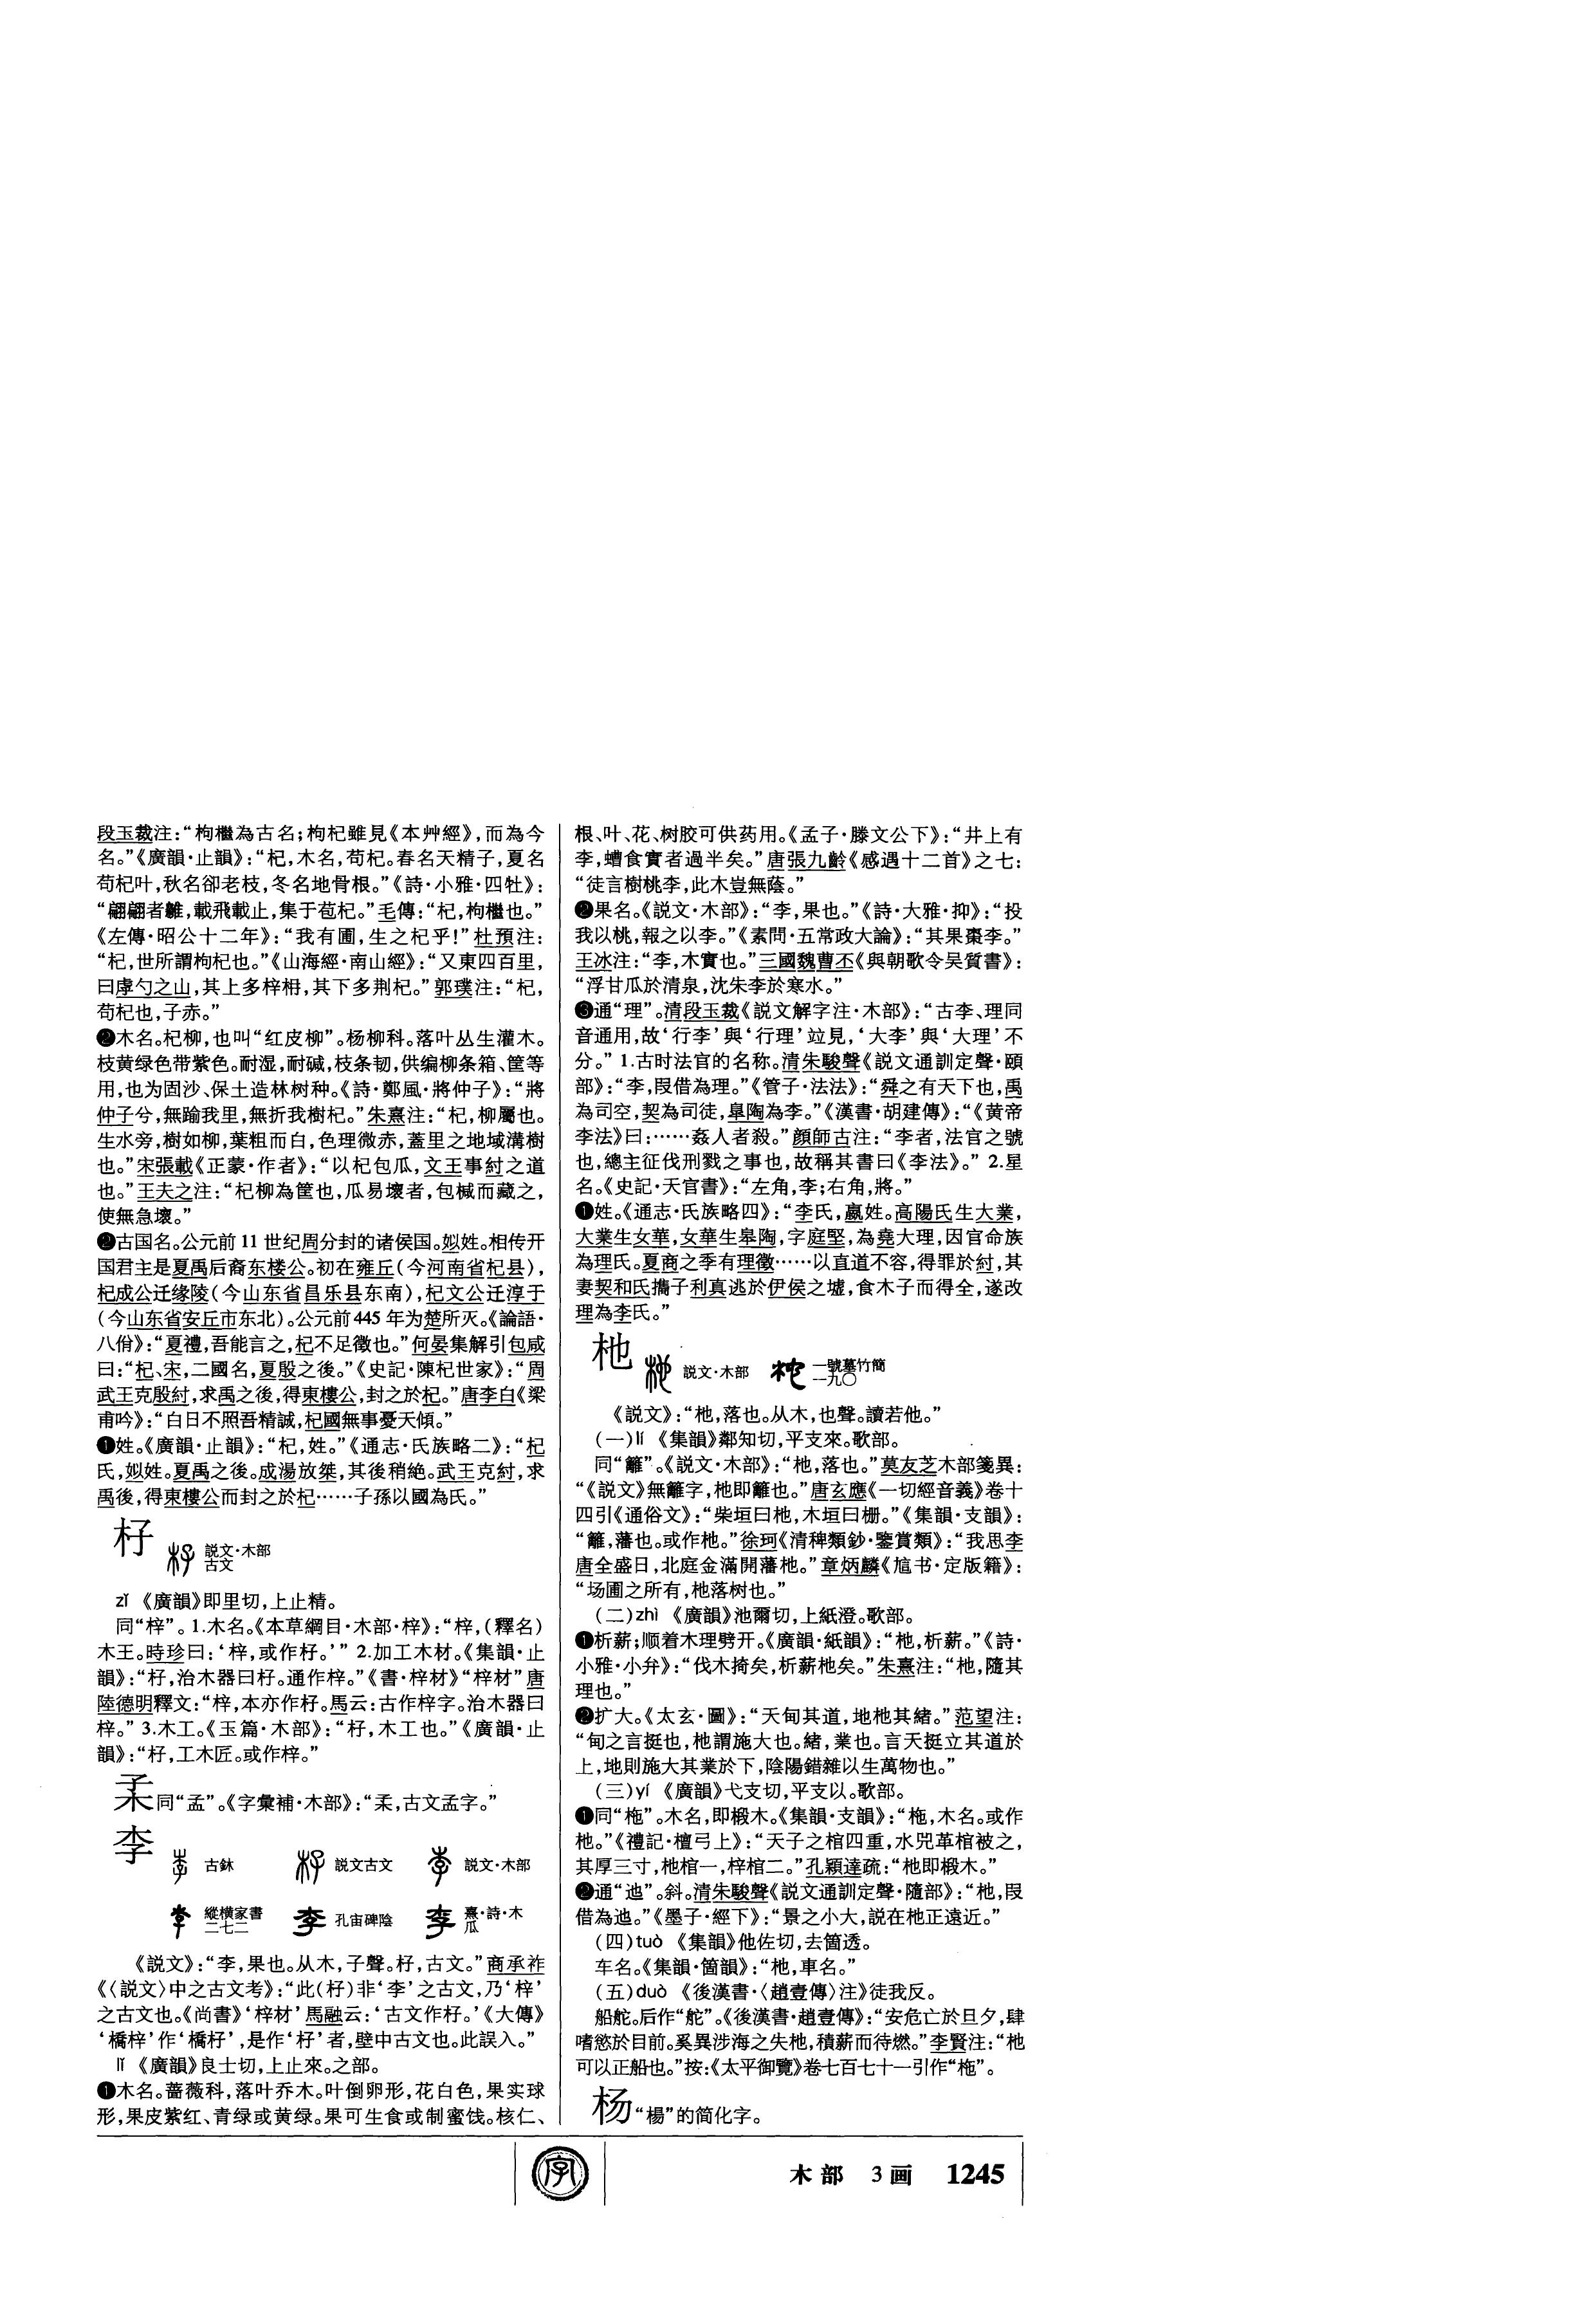 段玉裁注：“枸檵為古名；枸杞雖見《本艸經》，而為今
名。”《廣韻·止韻》：“杞，木名，苟杞。春名天精子，夏名
苟杞叶，秋名卻老枝，冬名地骨根。”《詩·小雅·四牡》：
“翩翩者鵻，載飛載止，集于苞杞。”毛傳：“杞，枸檵也。”
《左傳·昭公十二年》：“我有圃，生之杞乎！”杜預注：
“杞，世所謂枸杞也。”《山海經·南山經》：“又東四百里，
曰虖勺之山，其上多梓枏，其下多荆杞。”郭璞注：“杞，
苟杞也，子赤。”
❷木名。杞柳，也叫“红皮柳”。杨柳科。落叶丛生灌木。
枝黄绿色带紫色。耐湿，耐碱，枝条韧，供编柳条箱、筐等
用，也为固沙、保土造林树种。《詩·鄭風·將仲子》：“將
仲子兮，無踰我里，無折我樹杞。”朱熹注：“杞，柳屬也。
生水旁，樹如柳，葉粗而白，色理微赤，蓋里之地域溝樹
也。”宋張載《正蒙·作者》：“以杞包瓜，文王事紂之道
也。”王夫之注：“杞柳為筐也，瓜易壞者，包椷而藏之，
使無急壞。”
❷古国名。公元前 11 世纪周分封的诸侯国。姒姓。相传开
国君主是夏禹后裔东楼公。初在雍丘（今河南省杞县），
杞成公迁缘陵（今山东省昌乐县东南），杞文公迁淳于
（今山东省安丘市东北）。公元前 445 年为楚所灭。《論語·
八佾》：“夏禮，吾能言之，杞不足徵也。”何晏集解引包咸
曰：“杞、宋，二國名，夏殷之後。”《史記·陳杞世家》：“周
武王克殷紂，求禹之後，得東樓公，封之於杞。”唐李白《梁
甫吟》：“白日不照吾精誠，杞國無事憂天傾。”
❶姓。《廣韻·止韻》：“杞，姓。”《通志·氏族略二》：“杞
氏，姒姓。夏禹之後。成湯放桀，其後稍絶。武王克紂，求
禹後，得東樓公而封之於杞……子孫以國為氏。”
杍 説文·木部
古文
zǐ 《廣韻》即里切，上止精。
同“梓”。1.木名。《本草綱目·木部·梓》：“梓，（釋名）
木王。時珍曰：‘梓，或作杍。’” 2.加工木材。《集韻·止
韻》：“杍，治木器曰杍。通作梓。”《書·梓材》“梓材”唐
陸德明釋文：“梓，本亦作杍。馬云：古作梓字。治木器曰
梓。” 3.木工。《玉篇·木部》：“杍，木工也。”《廣韻·止
韻》：“杍，工木匠。或作梓。”
𣏌同“孟”。《字彙補·木部》：“𣏌，古文孟字。”
李 古鉥 説文古文 説文·木部
縱横家書
二七二 孔宙碑陰 熹·詩·木
瓜
《説文》：“李，果也。从木，子聲。杍，古文。”商承祚
《〈説文〉中之古文考》：“此（杍）非‘李’之古文，乃‘梓’
之古文也。《尚書》‘梓材’馬融云：‘古文作杍。’《大傳》
‘橋梓’作‘橋杍’，是作‘杍’者，壁中古文也。此誤入。”
lǐ 《廣韻》良士切，上止來。之部。
❶木名。蔷薇科，落叶乔木。叶倒卵形，花白色，果实球
形，果皮紫红、青绿或黄绿。果可生食或制蜜饯。核仁、
根、叶、花、树胶可供药用。《孟子·滕文公下》：“井上有
李，螬食實者過半矣。”唐張九齡《感遇十二首》之七：
“徒言樹桃李，此木豈無蔭。”
❷果名。《説文·木部》：“李，果也。”《詩·大雅·抑》：“投
我以桃，報之以李。”《素問·五常政大論》：“其果棗李。”
王冰注：“李，木實也。”三國魏曹丕《與朝歌令吴質書》：
“浮甘瓜於清泉，沈朱李於寒水。”
❸通“理”。清段玉裁《説文解字注·木部》：“古李、理同
音通用，故‘行李’與‘行理’竝見，‘大李’與‘大理’不
分。” 1.古时法官的名称。清朱駿聲《説文通訓定聲·頤
部》：“李，叚借為理。”《管子·法法》：“舜之有天下也，禹
為司空，契為司徒，皐陶為李。”《漢書·胡建傳》：“《黄帝
李法》曰：……姦人者殺。”顔師古注：“李者，法官之號
也，總主征伐刑戮之事也，故稱其書曰《李法》。” 2.星
名。《史記·天官書》：“左角，李；右角，將。”
❶姓。《通志·氏族略四》：“李氏，嬴姓。高陽氏生大業，
大業生女華，女華生皐陶，字庭堅，為堯大理，因官命族
為理氏。夏商之季有理徵……以直道不容，得罪於紂，其
妻契和氏攜子利真逃於伊侯之墟，食木子而得全，遂改
理為李氏。”
杝 説文·木部 一號墓竹簡
一九〇
《説文》：“杝，落也。从木，也聲。讀若他。”
（一）lí 《集韻》鄰知切，平支來。歌部。
同“籬”。《説文·木部》：“杝，落也。”莫友芝木部箋異：
“《説文》無籬字，杝即籬也。”唐玄應《一切經音義》卷十
四引《通俗文》：“柴垣曰杝，木垣曰栅。”《集韻·支韻》：
“籬，藩也。或作杝。”徐珂《清稗類鈔·鑒賞類》：“我思李
唐全盛日，北庭金滿開藩杝。”章炳麟《訄书·定版籍》：
“场圃之所有，杝落树也。”
（二）zhì 《廣韻》池爾切，上紙澄。歌部。
❶析薪；顺着木理劈开。《廣韻·紙韻》：“杝，析薪。”《詩·
小雅·小弁》：“伐木掎矣，析薪杝矣。”朱熹注：“杝，隨其
理也。”
❷扩大。《太玄·圖》：“天甸其道，地杝其緒。”范望注：
“甸之言挺也，杝謂施大也。緒，業也。言天挺立其道於
上，地則施大其業於下，陰陽錯雜以生萬物也。”
（三）yí 《廣韻》弋支切，平支以。歌部。
❶同“椸”。木名，即椴木。《集韻·支韻》：“椸，木名。或作
杝。”《禮記·檀弓上》：“天子之棺四重，水兕革棺被之，
其厚三寸，杝棺一，梓棺二。”孔穎達疏：“杝即椴木。”
❷通“迆”。斜。清朱駿聲《説文通訓定聲·隨部》：“杝，叚
借為迆。”《墨子·經下》：“景之小大，説在杝正遠近。”
（四）tuò 《集韻》他佐切，去箇透。
车名。《集韻·箇韻》：“杝，車名。”
（五）duò 《後漢書·〈趙壹傳〉注》徒我反。
船舵。后作“舵”。《後漢書·趙壹傳》：“安危亡於旦夕，肆
嗜慾於目前。奚異涉海之失杝，積薪而待燃。”李賢注：“杝
可以正船也。”按：《太平御覽》卷七百七十一引作“柂”。
杨“楊”的简化字。
字
木部 3画 1245